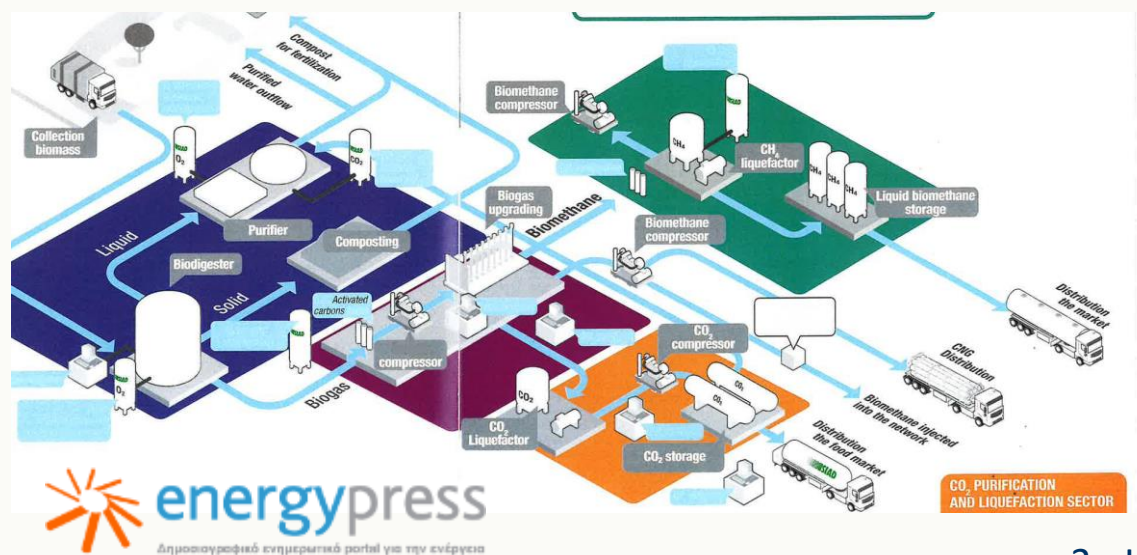 Compost
for fertilization
Purified
water outflow
Collection
biomass
O₂
CO₂
Purifier
Liquid
Composting
Biodigester
Solid
O₂
Activated
carbons
compressor
Biogas
Biogas
upgrading
Biomethane
Biomethane
compressor
CH₄
CH₄
liquefactor
CH₄
CH₄
CH₄
Liquid biomethane
storage
Biomethane
compressor
Distribution
the market
CNG
Distribution
Biomethane injected
into the network
CO₂
compressor
CO₂
CO₂
Liquefactor
CO₂
CO₂
CO₂ storage
Distribution
the food market
SIAD
CO₂ PURIFICATION
AND LIQUEFACTION SECTOR
energypress
Δημοσιογραφικό ενημερωτικό portal για την ενέργεια